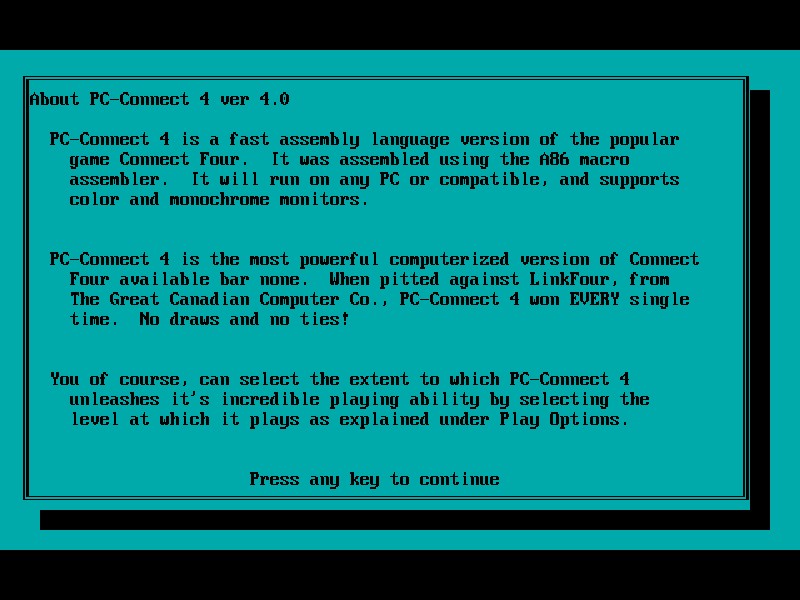 About PC-Connect 4 ver 4.0
PC-Connect 4 is a fast assembly language version of the popular
game Connect Four.  It was assembled using the A86 macro
assembler.  It will run on any PC or compatible, and supports
color and monochrome monitors.
PC-Connect 4 is the most powerful computerized version of Connect
Four available bar none.  When pitted against LinkFour, from
The Great Canadian Computer Co., PC-Connect 4 won EVERY single
time.  No draws and no ties!
You of course, can select the extent to which PC-Connect 4
unleashes it's incredible playing ability by selecting the
level at which it plays as explained under Play Options.
Press any key to continue